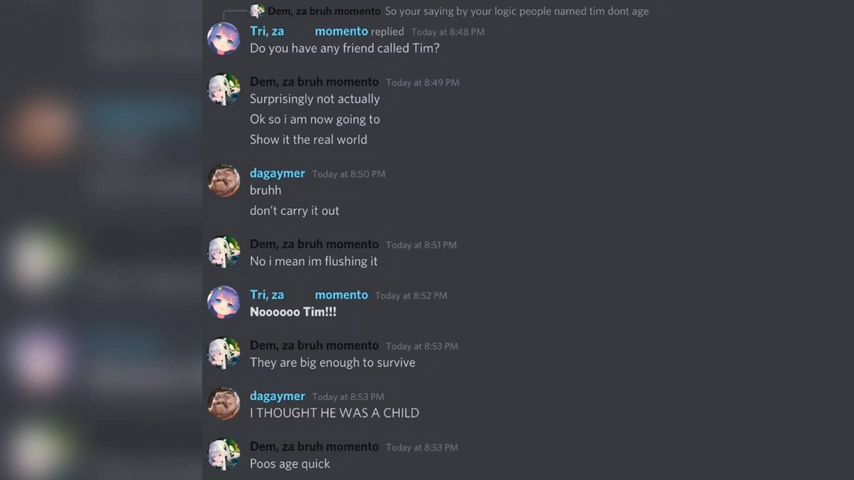 Dem, za bruh momento So your saying by your logic people named tim dont age
Tri, za momento replied Today at 8:48 PM
Do you have any friend called Tim?
Dem, za bruh momento Today at 8:49 PM
Surprisingly not actually
Ok so i am now going to
Show it the real world
dagaymer Today at 8:50 PM
bruhh
don't carry it out
Dem, za bruh momento Today at 8:51 PM
No i mean im flushing it
Tri, za momento Today at 8:52 PM
Noooooo Tim!!!
Dem, za bruh momento Today at 8:53 PM
They are big enough to survive
dagaymer Today at 8:53 PM
I THOUGHT HE WAS A CHILD
Dem, za bruh momento Today at 8:53 PM
Poos age quick